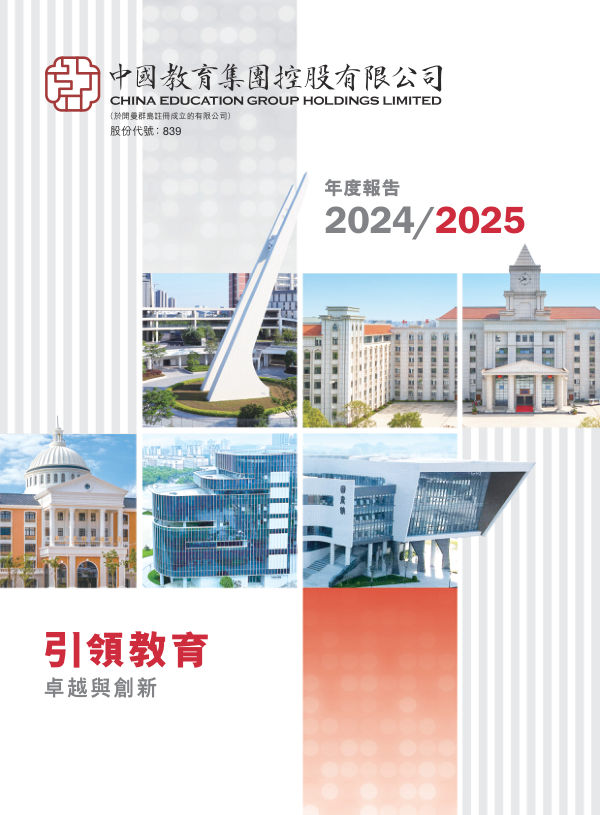 中國教育集團控股有限公司
CHINA EDUCATION GROUP HOLDINGS LIMITED
(於開曼群島註冊成立的有限公司)
股份代號：839
年度報告
2024/2025
引領教育
卓越與創新